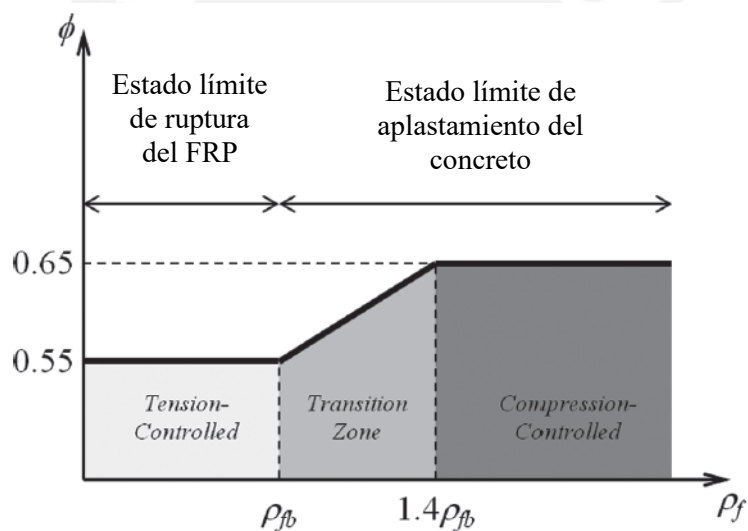 ϕ
Estado límite
de ruptura
del FRP
Estado límite de
aplastamiento del
concreto
0.65
0.55
Tension-
Controlled
Transition
Zone
Compression-
Controlled
ρfb
1.4ρfb
ρf